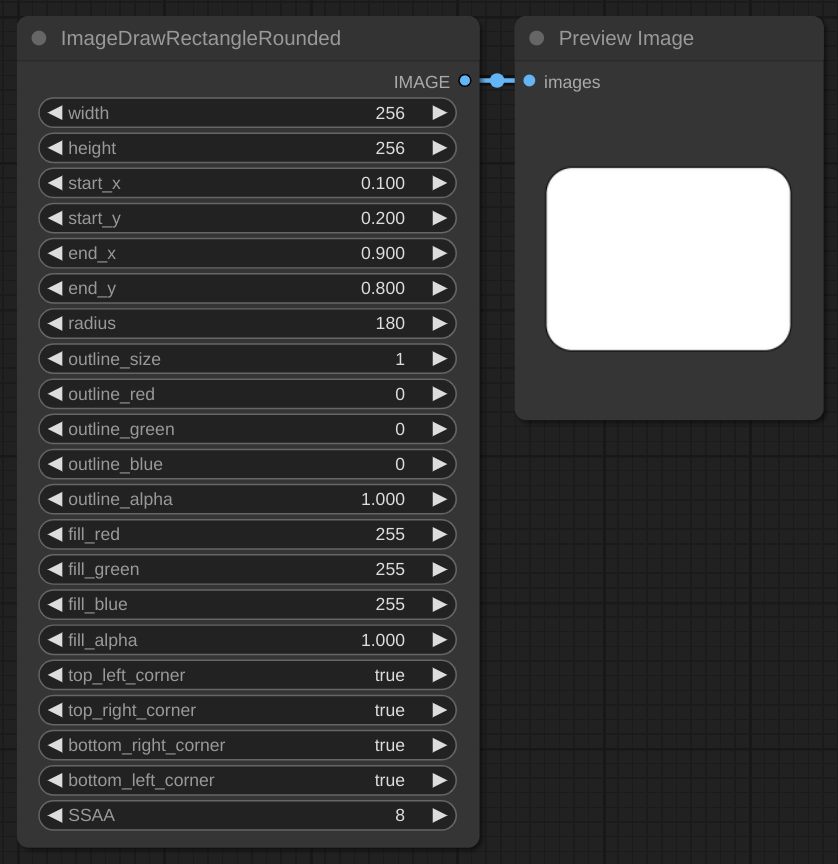 ImageDrawRectangleRounded
IMAGE
width 256
height 256
start_x 0.100
start_y 0.200
end_x 0.900
end_y 0.800
radius 180
outline_size 1
outline_red 0
outline_green 0
outline_blue 0
outline_alpha 1.000
fill_red 255
fill_green 255
fill_blue 255
fill_alpha 1.000
top_left_corner true
top_right_corner true
bottom_right_corner true
bottom_left_corner true
SSAA 8
Preview Image
images